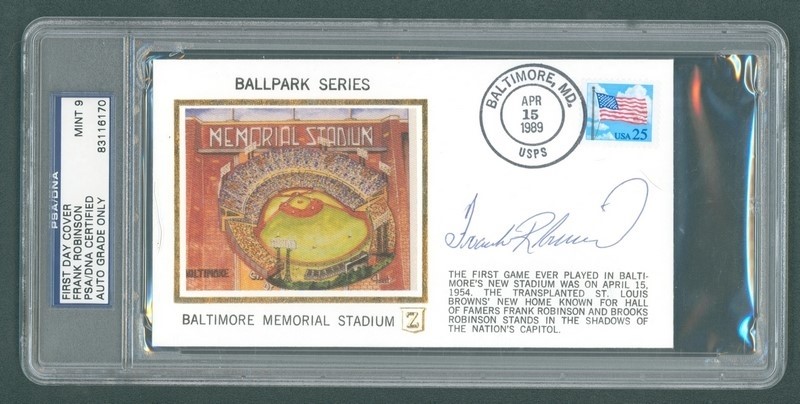 PSA/DNA
FIRST DAY COVER
FRANK ROBINSON
PSA/DNA CERTIFIED
AUTO GRADE ONLY
MINT 9
83116170
BALLPARK SERIES
MEMORIAL STADIUM
BALTIMORE
BALTIMORE MEMORIAL STADIUM Z
BALTIMORE, MD.
APR
15
1989
USPS
USA 25
Frank Robinson
THE FIRST GAME EVER PLAYED IN BALTI-
MORE'S NEW STADIUM WAS ON APRIL 15,
1954. THE TRANSPLANTED ST. LOUIS
BROWNS' NEW HOME KNOWN FOR HALL
OF FAMERS FRANK ROBINSON AND BROOKS
ROBINSON STANDS IN THE SHADOWS OF
THE NATION'S CAPITOL.